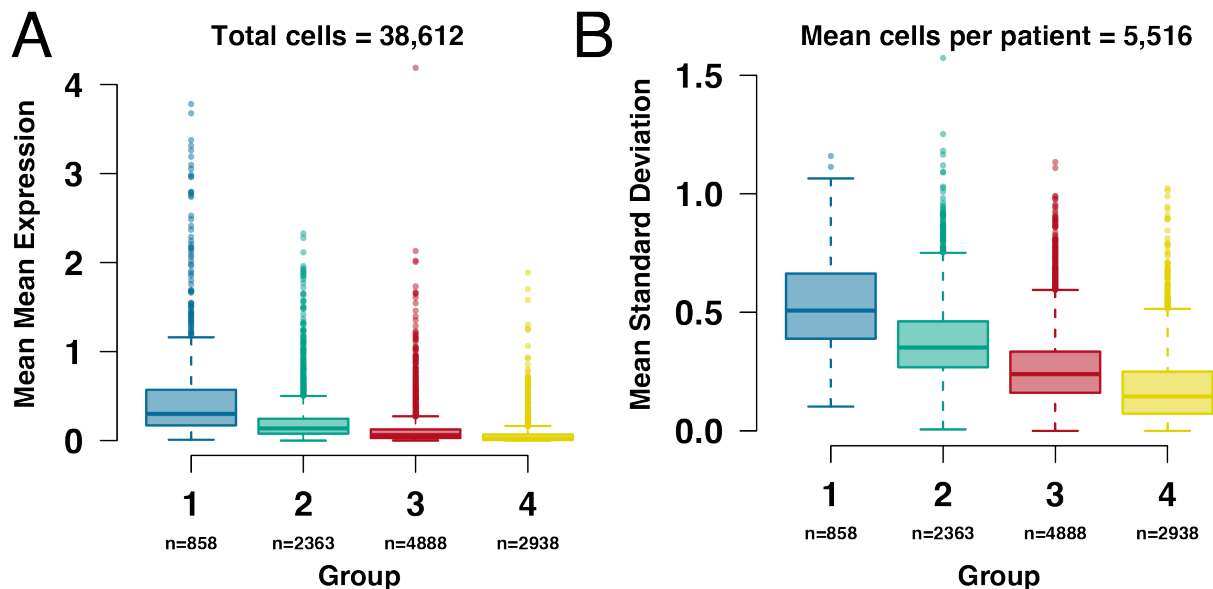 A
Total cells = 38,612
Mean Mean Expression
4
3
2
1
0
1 2 3 4
n=858 n=2363 n=4888 n=2938
Group
B
Mean cells per patient = 5,516
Mean Standard Deviation
1.5
1.0
0.5
0.0
1 2 3 4
n=858 n=2363 n=4888 n=2938
Group